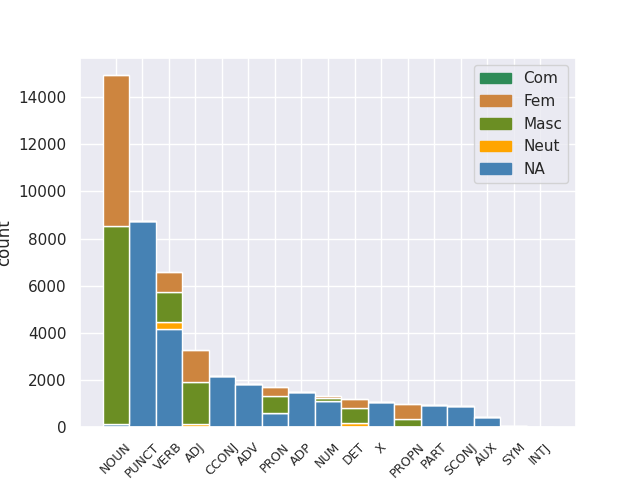 14000
12000
10000
8000
6000
4000
2000
0
count
Com
Fem
Masc
Neut
NA
NOUN
PUNCT
VERB
ADJ
CCONJ
ADV
PRON
ADP
NUM
DET
X
PROPN
PART
SCONJ
AUX
SYM
INTJ